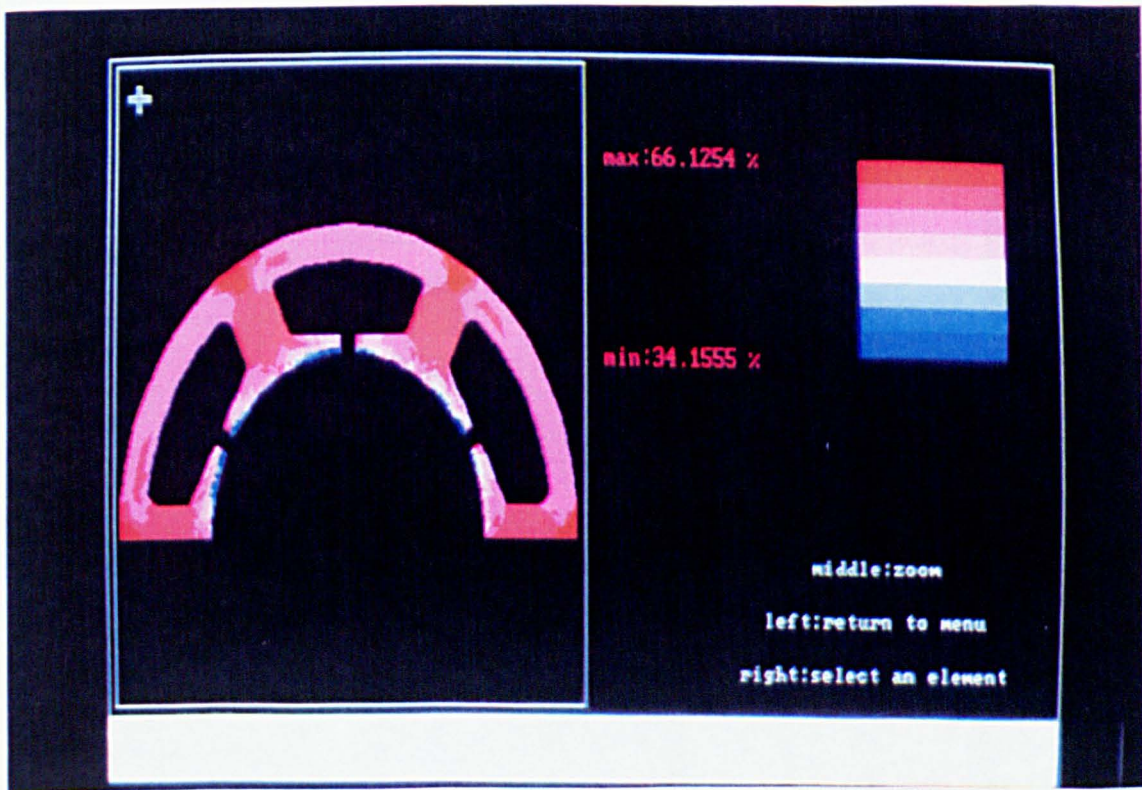 max:66.1254 %
min:34.1555 %
middle:zoom
left:return to menu
right:select an element